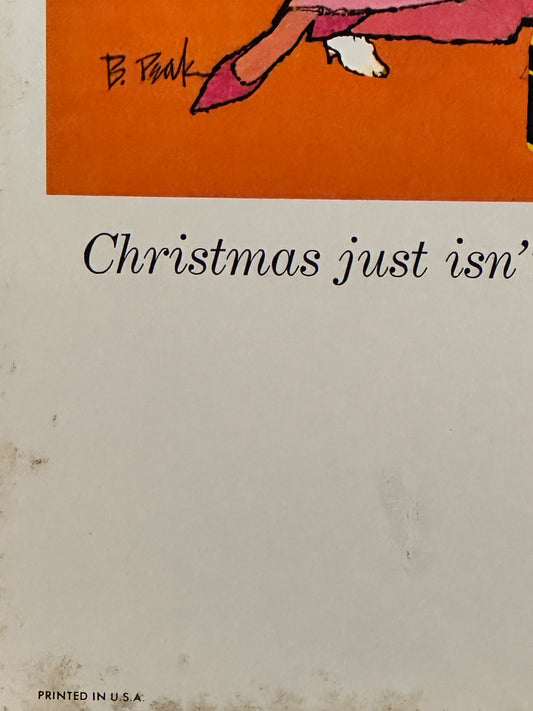 B. Peak
Christmas just isn'
PRINTED IN U.S.A.